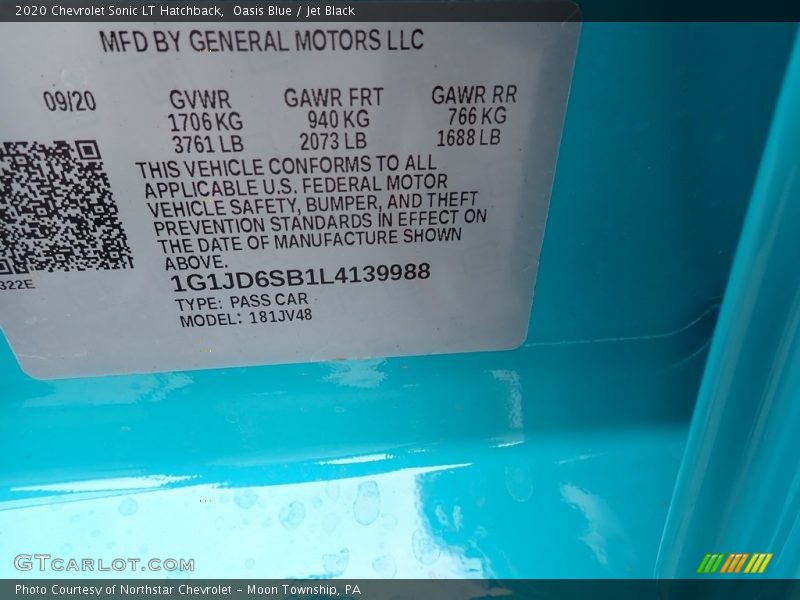 2020 Chevrolet Sonic LT Hatchback, Oasis Blue / Jet Black
MFD BY GENERAL MOTORS LLC
09/20 GVWR GAWR FRT GAWR RR
1706 KG 940 KG 766 KG
3761 LB 2073 LB 1688 LB
THIS VEHICLE CONFORMS TO ALL
APPLICABLE U.S. FEDERAL MOTOR
VEHICLE SAFETY, BUMPER, AND THEFT
PREVENTION STANDARDS IN EFFECT ON
THE DATE OF MANUFACTURE SHOWN
ABOVE.
322E
1G1JD6SB1L4139988
TYPE: PASS CAR
MODEL: 181JV48
GTCARLOT.COM
Photo Courtesy of Northstar Chevrolet - Moon Township, PA